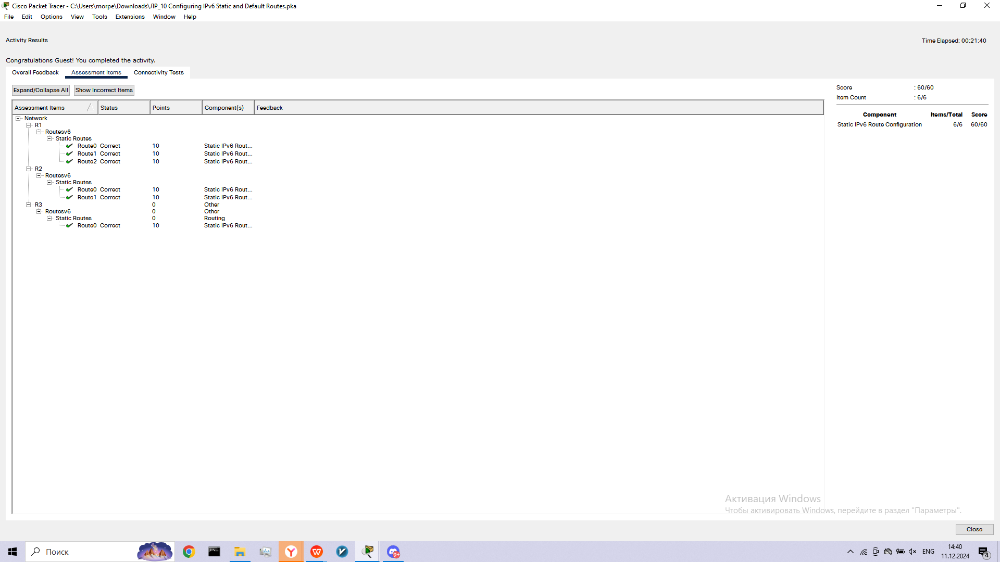 Cisco Packet Tracer - C:\Users\morpe\Downloads\ЛР_10 Configuring IPv6 Static and Default Routes.pka
File Edit Options View Tools Extensions Window Help
Activity Results
Time Elapsed: 00:21:40
Congratulations Guest! You completed the activity.
Overall Feedback Assessment Items Connectivity Tests
Expand/Collapse All Show Incorrect Items
Assessment Items Status Points Component(s) Feedback
Network
R1
Routesv6
Static Routes
Route0 Correct 10 Static IPv6 Rout...
Route1 Correct 10 Static IPv6 Rout...
Route2 Correct 10 Static IPv6 Rout...
R2
Routesv6
Static Routes
Route0 Correct 10 Static IPv6 Rout...
Route1 Correct 10 Static IPv6 Rout...
R3 0 Other
Routesv6 0 Other
Static Routes 0 Routing
Route0 Correct 10 Static IPv6 Rout...
Score : 60/60
Item Count : 6/6
Component Items/Total Score
Static IPv6 Route Configuration 6/6 60/60
Активация Windows
Чтобы активировать Windows, перейдите в раздел "Параметры".
Close
Поиск
9+
ENG
14:40
11.12.2024
4